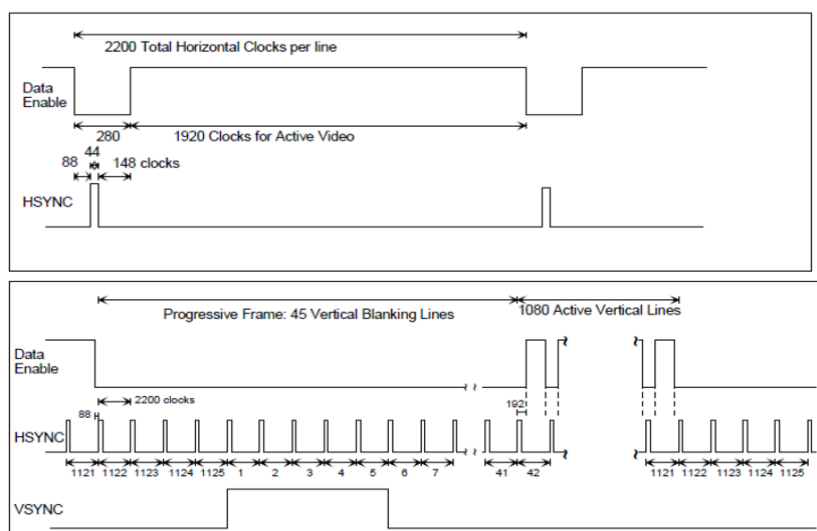 2200 Total Horizontal Clocks per line
Data
Enable
280
1920 Clocks for Active Video
44
88
148 clocks
HSYNC
Progressive Frame: 45 Vertical Blanking Lines
1080 Active Vertical Lines
Data
Enable
88
2200 clocks
192
HSYNC
1121 1122 1123 1124 1125 1 2 3 4 5 6 7 41 42 1121 1122 1123 1124 1125
VSYNC